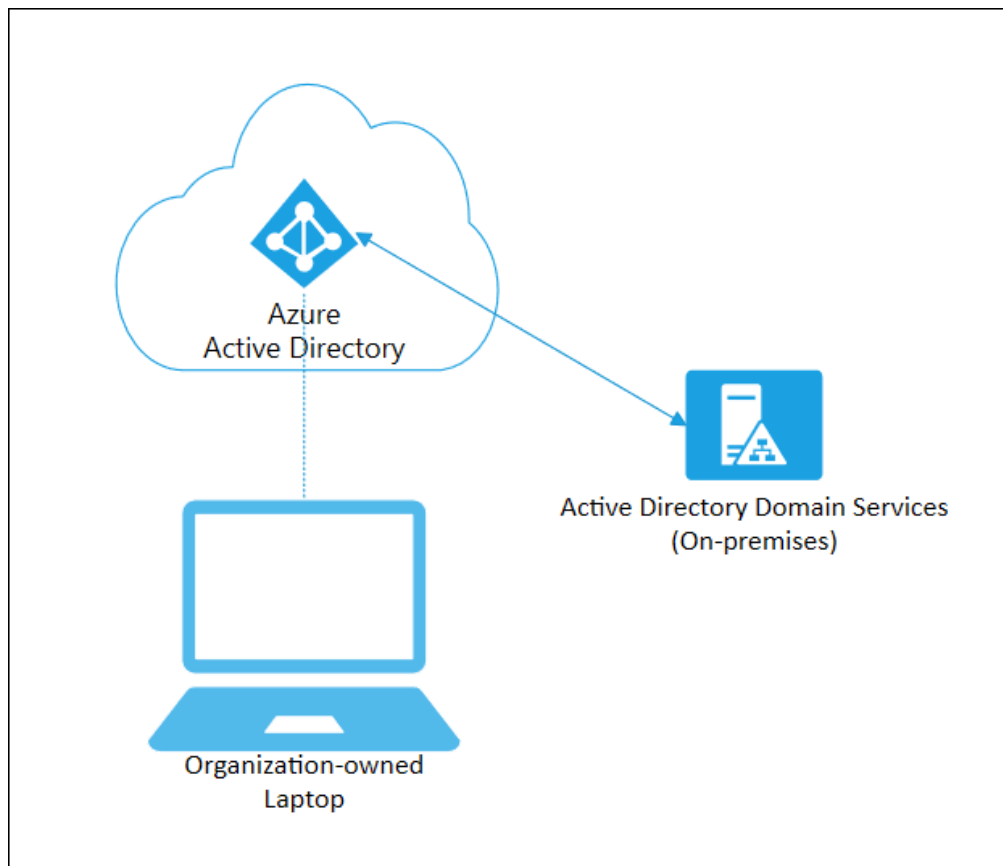 Azure
Active Directory
Active Directory Domain Services
(On-premises)
Organization-owned
Laptop